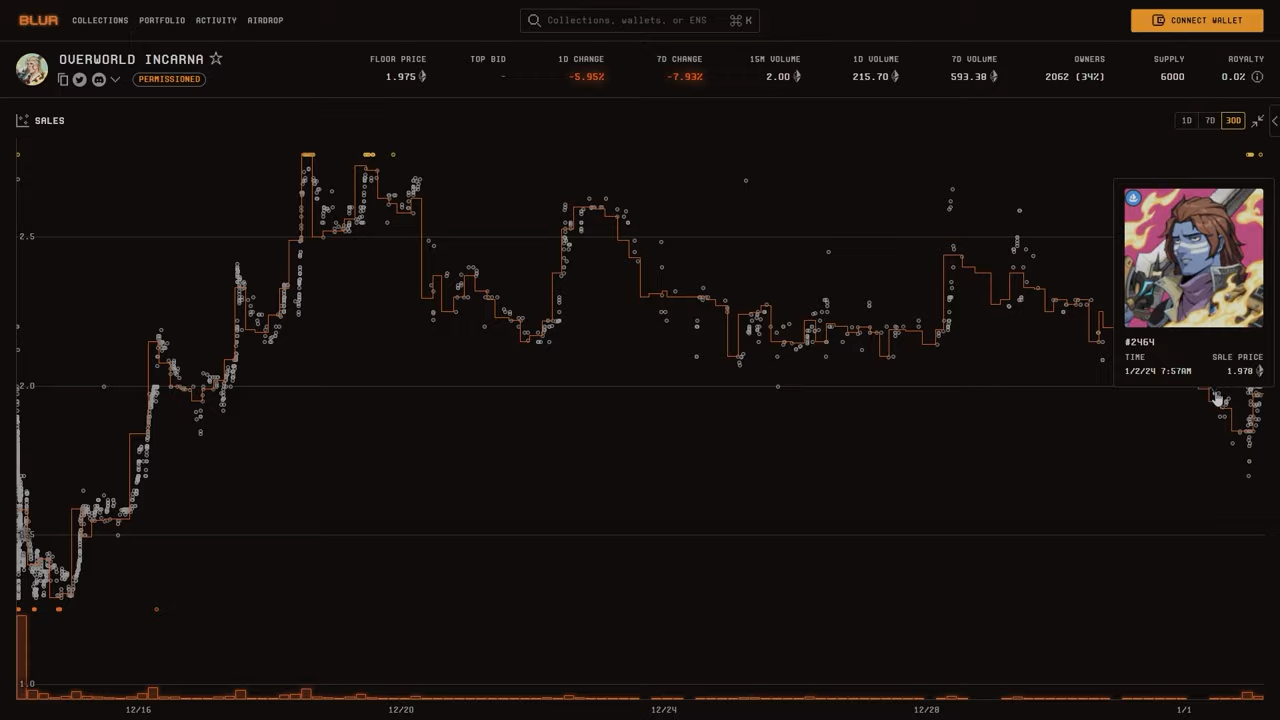 BLUR COLLECTIONS PORTFOLIO ACTIVITY AIRDROP Collections, wallets, or ENS ⌘ K CONNECT WALLET
OVERWORLD INCARNA
PERMISSIONED
FLOOR PRICE TOP BID 1D CHANGE 7D CHANGE 15M VOLUME 1D VOLUME 7D VOLUME OWNERS SUPPLY ROYALTY
1.975 - -5.95% -7.93% 2.00 215.70 593.38 2062 (34%) 6000 0.0%
SALES 1D 7D 30D
2.5
#2464
TIME SALE PRICE
1/2/24 7:57AM 1.978
2.0
1.0
12/16 12/20 12/24 12/28 1/1